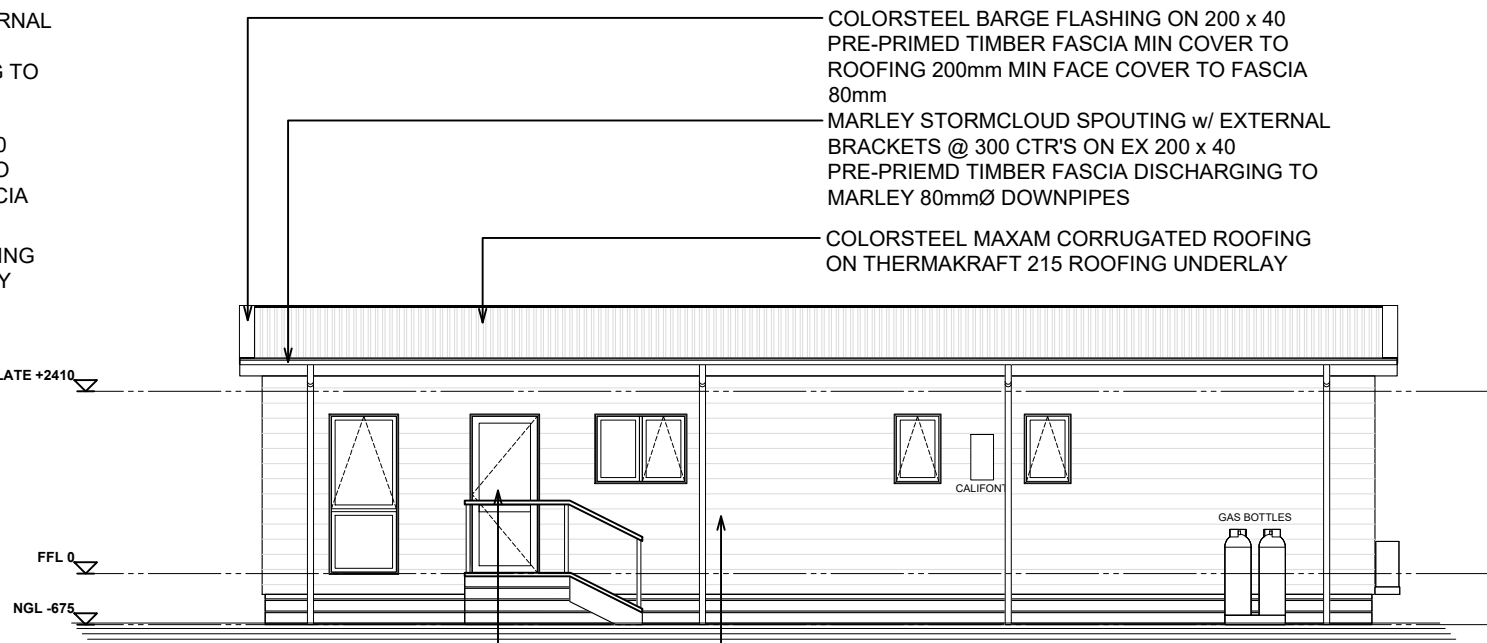 RNAL
G TO
0
O
CIA
ING
Y
COLORSTEEL BARGE FLASHING ON 200 x 40
PRE-PRIMED TIMBER FASCIA MIN COVER TO
ROOFING 200mm MIN FACE COVER TO FASCIA
80mm
MARLEY STORMCLOUD SPOUTING w/ EXTERNAL
BRACKETS @ 300 CTR'S ON EX 200 x 40
PRE-PRIEMD TIMBER FASCIA DISCHARGING TO
MARLEY 80mmØ DOWNPIPES
COLORSTEEL MAXAM CORRUGATED ROOFING
ON THERMAKRAFT 215 ROOFING UNDERLAY
LATE +2410
CALIFONT
GAS BOTTLES
FFL 0
NGL -675